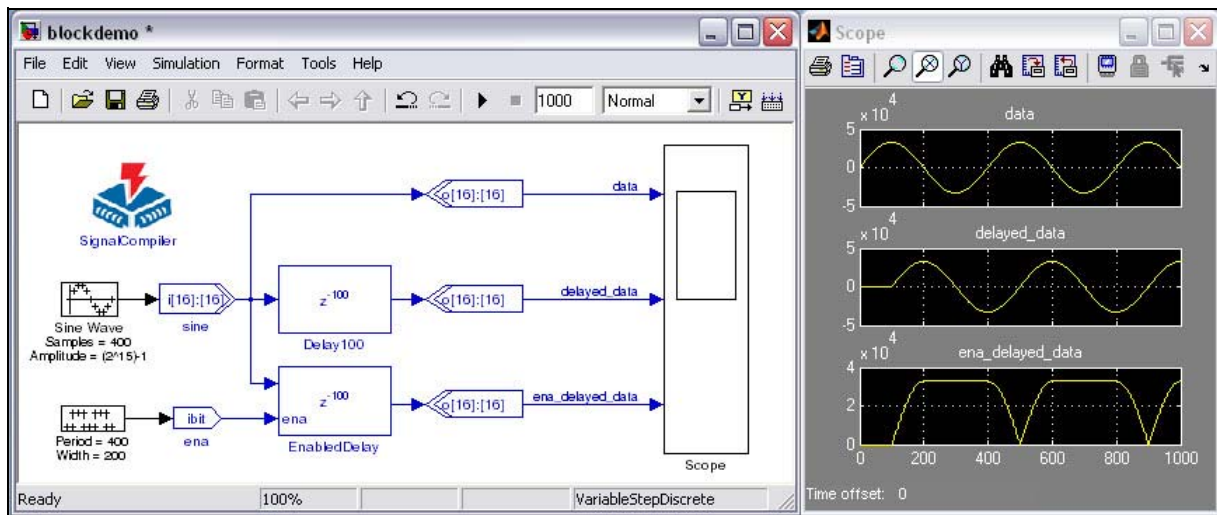 blockdemo *
File Edit View Simulation Format Tools Help
1000 Normal
SignalCompiler
Sine Wave
Samples = 400
Amplitude = (2^15)-1
i[16]:[16]
sine
z-100
Delay100
Period = 400
Width = 200
ibit
ena
ena
z-100
EnabledDelay
o[16]:[16]
data
o[16]:[16]
delayed_data
o[16]:[16]
ena_delayed_data
Scope
Ready 100% VariableStepDiscrete
Scope
x 10 4
data
5
0
-5
x 10 4
delayed_data
5
0
-5
x 10 4
ena_delayed_data
4
2
0
0 200 400 600 800 1000
Time offset: 0